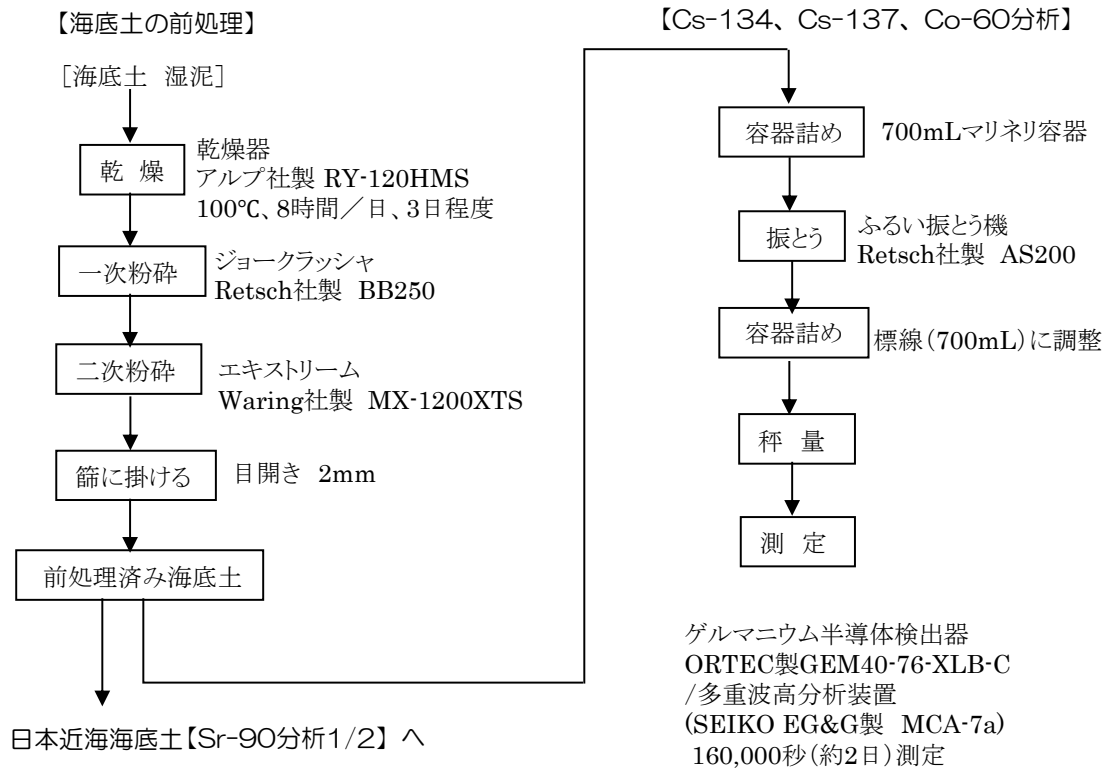 【海底土の前処理】
［海底土 湿泥］
乾 燥
乾燥器
アルプ社製 RY-120HMS
100℃、8時間／日、3日程度
一次粉砕
ジョークラッシャ
Retsch社製 BB250
二次粉砕
エキストリーム
Waring社製 MX-1200XTS
篩に掛ける
目開き 2mm
前処理済み海底土
日本近海海底土【Sr-90分析1/2】 へ
【Cs-134、Cs-137、Co-60分析】
容器詰め
700mLマリネリ容器
振とう
ふるい振とう機
Retsch社製 AS200
容器詰め
標線（700mL）に調整
秤 量
測 定
ゲルマニウム半導体検出器
ORTEC製GEM40-76-XLB-C
/多重波高分析装置
(SEIKO EG&G製 MCA-7a)
160,000秒（約2日）測定